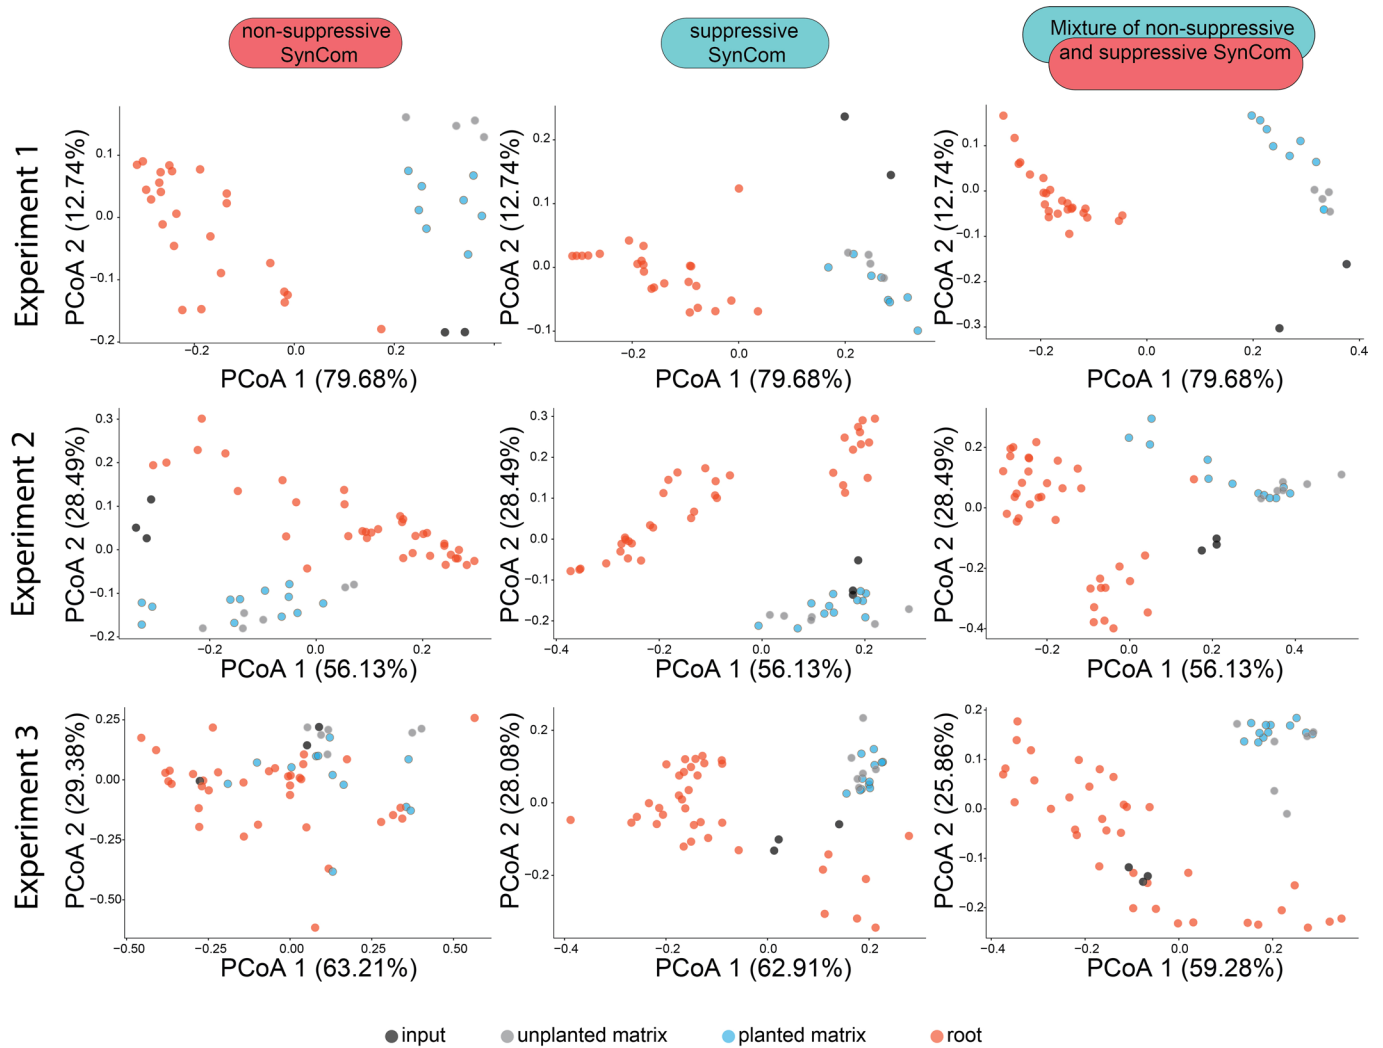 non-suppressive
SynCom
suppressive
SynCom
Mixture of non-suppressive
and suppressive SynCom
Experiment 1
PCoA 2 (12.74%)
0.1
0.0
−0.1
−0.2
−0.2
0.0
0.2
PCoA 1 (79.68%)
PCoA 2 (12.74%)
0.2
0.1
0.0
−0.1
−0.2
0.0
0.2
PCoA 1 (79.68%)
PCoA 2 (12.74%)
0.1
0.0
−0.1
−0.3
−0.2
0.0
0.2
0.4
PCoA 1 (79.68%)
Experiment 2
PCoA 2 (28.49%)
0.3
0.2
0.1
0.0
−0.1
−0.2
−0.2
0.0
0.2
PCoA 1 (56.13%)
PCoA 2 (28.49%)
0.3
0.2
0.1
0.0
−0.1
−0.2
−0.4
−0.2
0.0
0.2
PCoA 1 (56.13%)
PCoA 2 (28.49%)
0.2
0.0
−0.2
−0.4
−0.2
0.0
0.2
0.4
PCoA 1 (56.13%)
Experiment 3
PCoA 2 (29.38%)
0.25
0.00
−0.25
−0.50
−0.50
−0.25
0.00
0.25
0.50
PCoA 1 (63.21%)
PCoA 2 (28.08%)
0.2
0.0
−0.2
−0.4
−0.2
0.0
0.2
PCoA 1 (62.91%)
PCoA 2 (25.86%)
0.2
0.1
0.0
−0.1
−0.2
−0.4
−0.2
0.0
0.2
PCoA 1 (59.28%)
input
unplanted matrix
planted matrix
root